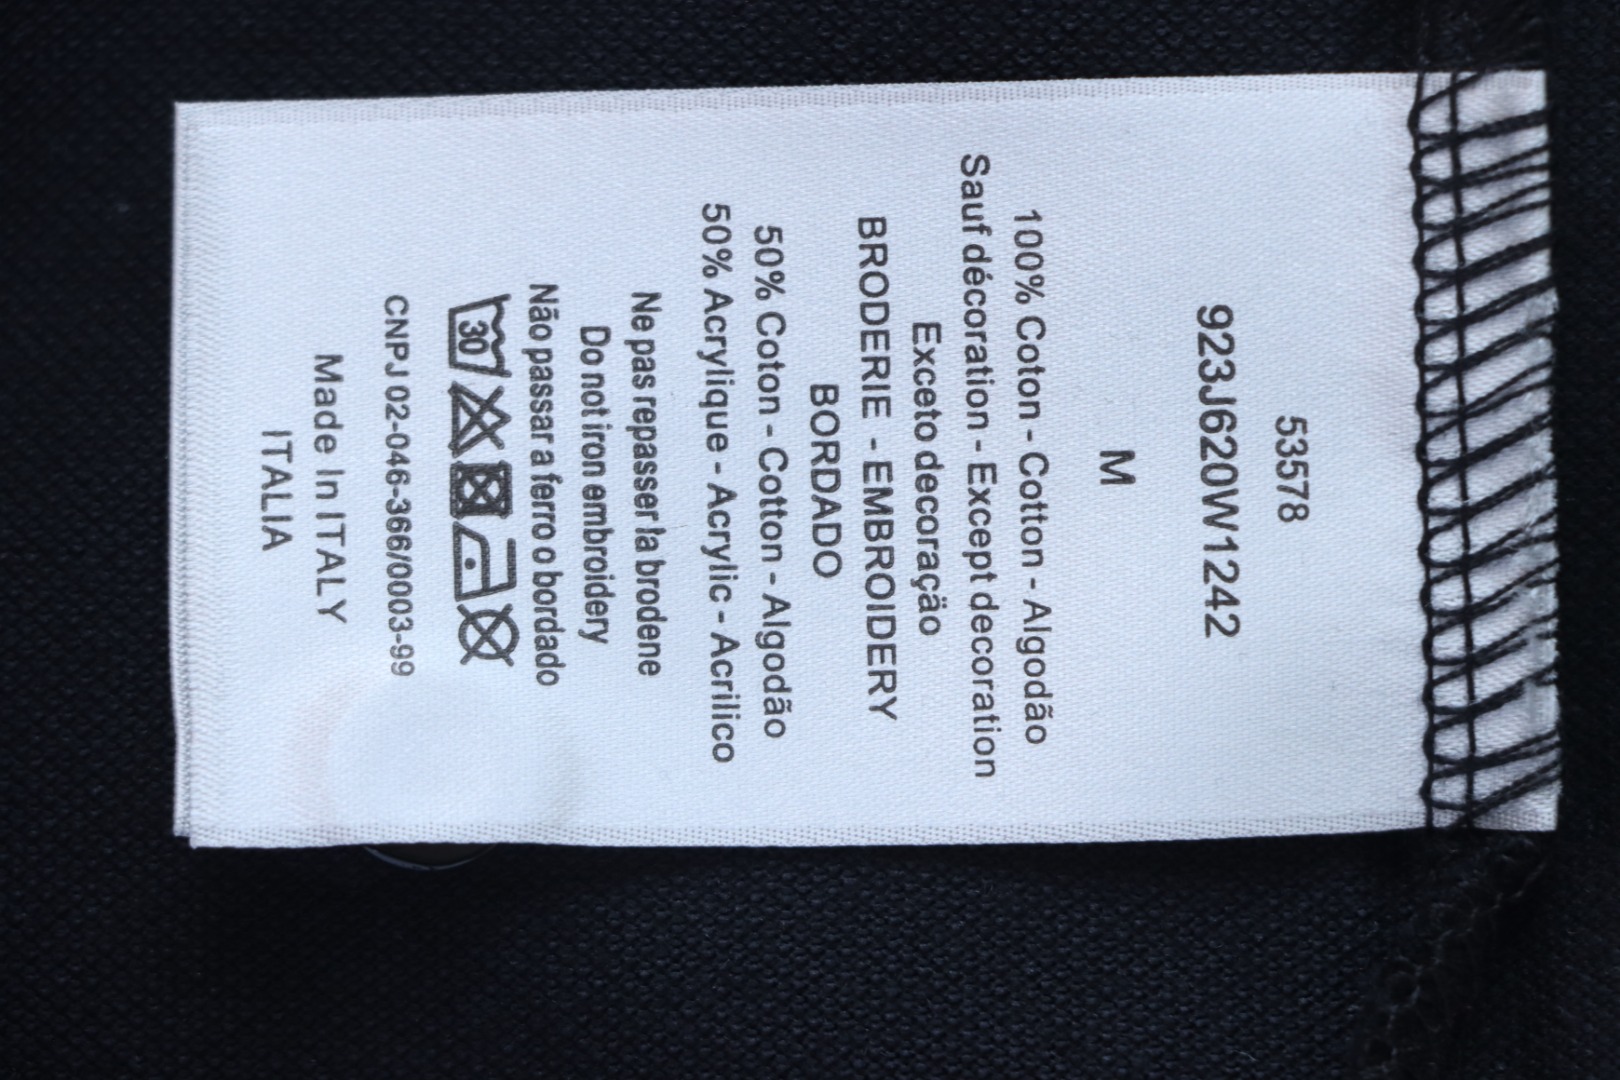 53578
923J620W1242
M
100% Coton - Cotton - Algodão
Sauf décoration - Except decoration
Exceto decoração
BRODERIE - EMBROIDERY
BORDADO
50% Coton - Cotton - Algodão
50% Acrylique - Acrylic - Acrilico
Ne pas repasser la brodene
Do not iron embroidery
Não passar a ferro o bordado
30
CNPJ 02-046-366/0003-99
Made In ITALY
ITALIA